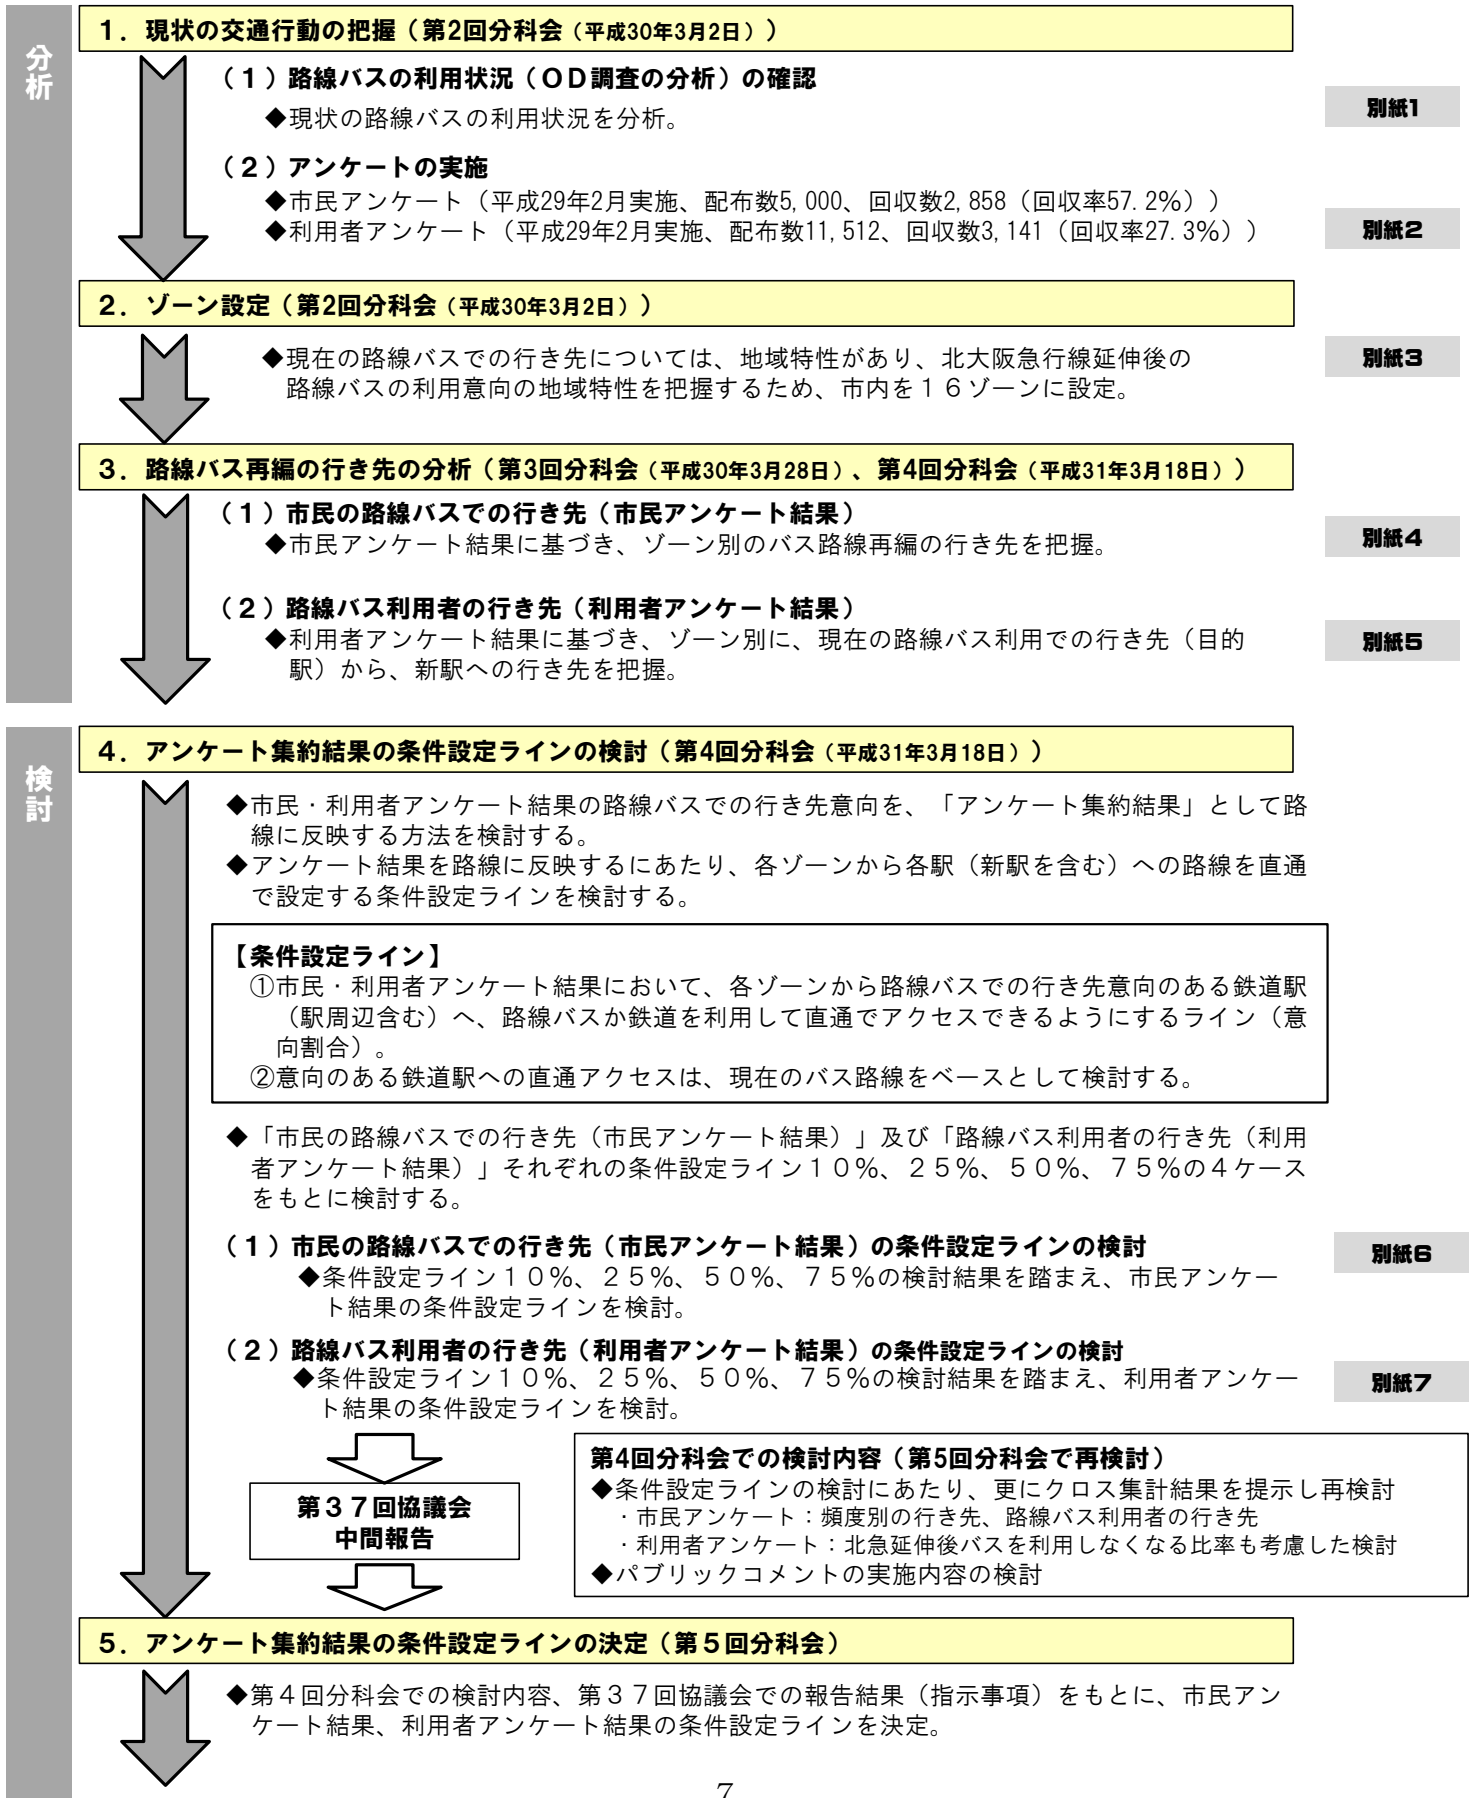 分析
1．現状の交通行動の把握（第2回分科会（平成30年3月2日））
（1）路線バスの利用状況（ＯＤ調査の分析）の確認
◆現状の路線バスの利用状況を分析。
別紙1
（2）アンケートの実施
◆市民アンケート（平成29年2月実施、配布数5,000、回収数2,858（回収率57.2％））
◆利用者アンケート（平成29年2月実施、配布数11,512、回収数3,141（回収率27.3％））
別紙2
2．ゾーン設定（第2回分科会（平成30年3月2日））
◆現在の路線バスでの行き先については、地域特性があり、北大阪急行線延伸後の
路線バスの利用意向の地域特性を把握するため、市内を１６ゾーンに設定。
別紙3
3．路線バス再編の行き先の分析（第3回分科会（平成30年3月28日）、第4回分科会（平成31年3月18日））
（1）市民の路線バスでの行き先（市民アンケート結果）
◆市民アンケート結果に基づき、ゾーン別のバス路線再編の行き先を把握。
別紙4
（2）路線バス利用者の行き先（利用者アンケート結果）
◆利用者アンケート結果に基づき、ゾーン別に、現在の路線バス利用での行き先（目的
駅）から、新駅への行き先を把握。
別紙5
検討
4．アンケート集約結果の条件設定ラインの検討（第4回分科会（平成31年3月18日））
◆市民・利用者アンケート結果の路線バスでの行き先意向を、「アンケート集約結果」として路
線に反映する方法を検討する。
◆アンケート結果を路線に反映するにあたり、各ゾーンから各駅（新駅を含む）への路線を直通
で設定する条件設定ラインを検討する。
【条件設定ライン】
①市民・利用者アンケート結果において、各ゾーンから路線バスでの行き先意向のある鉄道駅
（駅周辺含む）へ、路線バスか鉄道を利用して直通でアクセスできるようにするライン（意
向割合）。
②意向のある鉄道駅への直通アクセスは、現在のバス路線をベースとして検討する。
◆「市民の路線バスでの行き先（市民アンケート結果）」及び「路線バス利用者の行き先（利用
者アンケート結果）」それぞれの条件設定ライン１０％、２５％、５０％、７５％の４ケース
をもとに検討する。
（1）市民の路線バスでの行き先（市民アンケート結果）の条件設定ラインの検討
別紙6
◆条件設定ライン１０％、２５％、５０％、７５％の検討結果を踏まえ、市民アンケー
ト結果の条件設定ラインを検討。
（2）路線バス利用者の行き先（利用者アンケート結果）の条件設定ラインの検討
◆条件設定ライン１０％、２５％、５０％、７５％の検討結果を踏まえ、利用者アンケー
ト結果の条件設定ラインを検討。
別紙7
第３７回協議会
中間報告
第4回分科会での検討内容（第5回分科会で再検討）
◆条件設定ラインの検討にあたり、更にクロス集計結果を提示し再検討
・市民アンケート：頻度別の行き先、路線バス利用者の行き先
・利用者アンケート：北急延伸後バスを利用しなくなる比率も考慮した検討
◆パブリックコメントの実施内容の検討
5．アンケート集約結果の条件設定ラインの決定（第５回分科会）
◆第４回分科会での検討内容、第３７回協議会での報告結果（指示事項）をもとに、市民アン
ケート結果、利用者アンケート結果の条件設定ラインを決定。
7